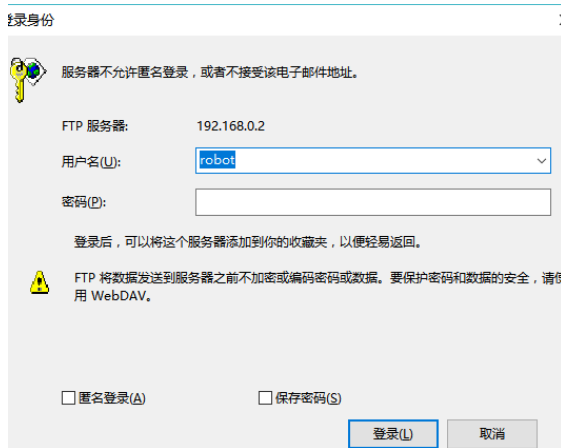 登录身份
服务器不允许匿名登录，或者不接受该电子邮件地址。
FTP 服务器: 192.168.0.2
用户名(U): robot
密码(P):
登录后，可以将这个服务器添加到你的收藏夹，以便轻易返回。
FTP 将数据发送到服务器之前不加密或编码密码或数据。要保护密码和数据的安全，请使
用 WebDAV。
匿名登录(A) 保存密码(S)
登录(L) 取消